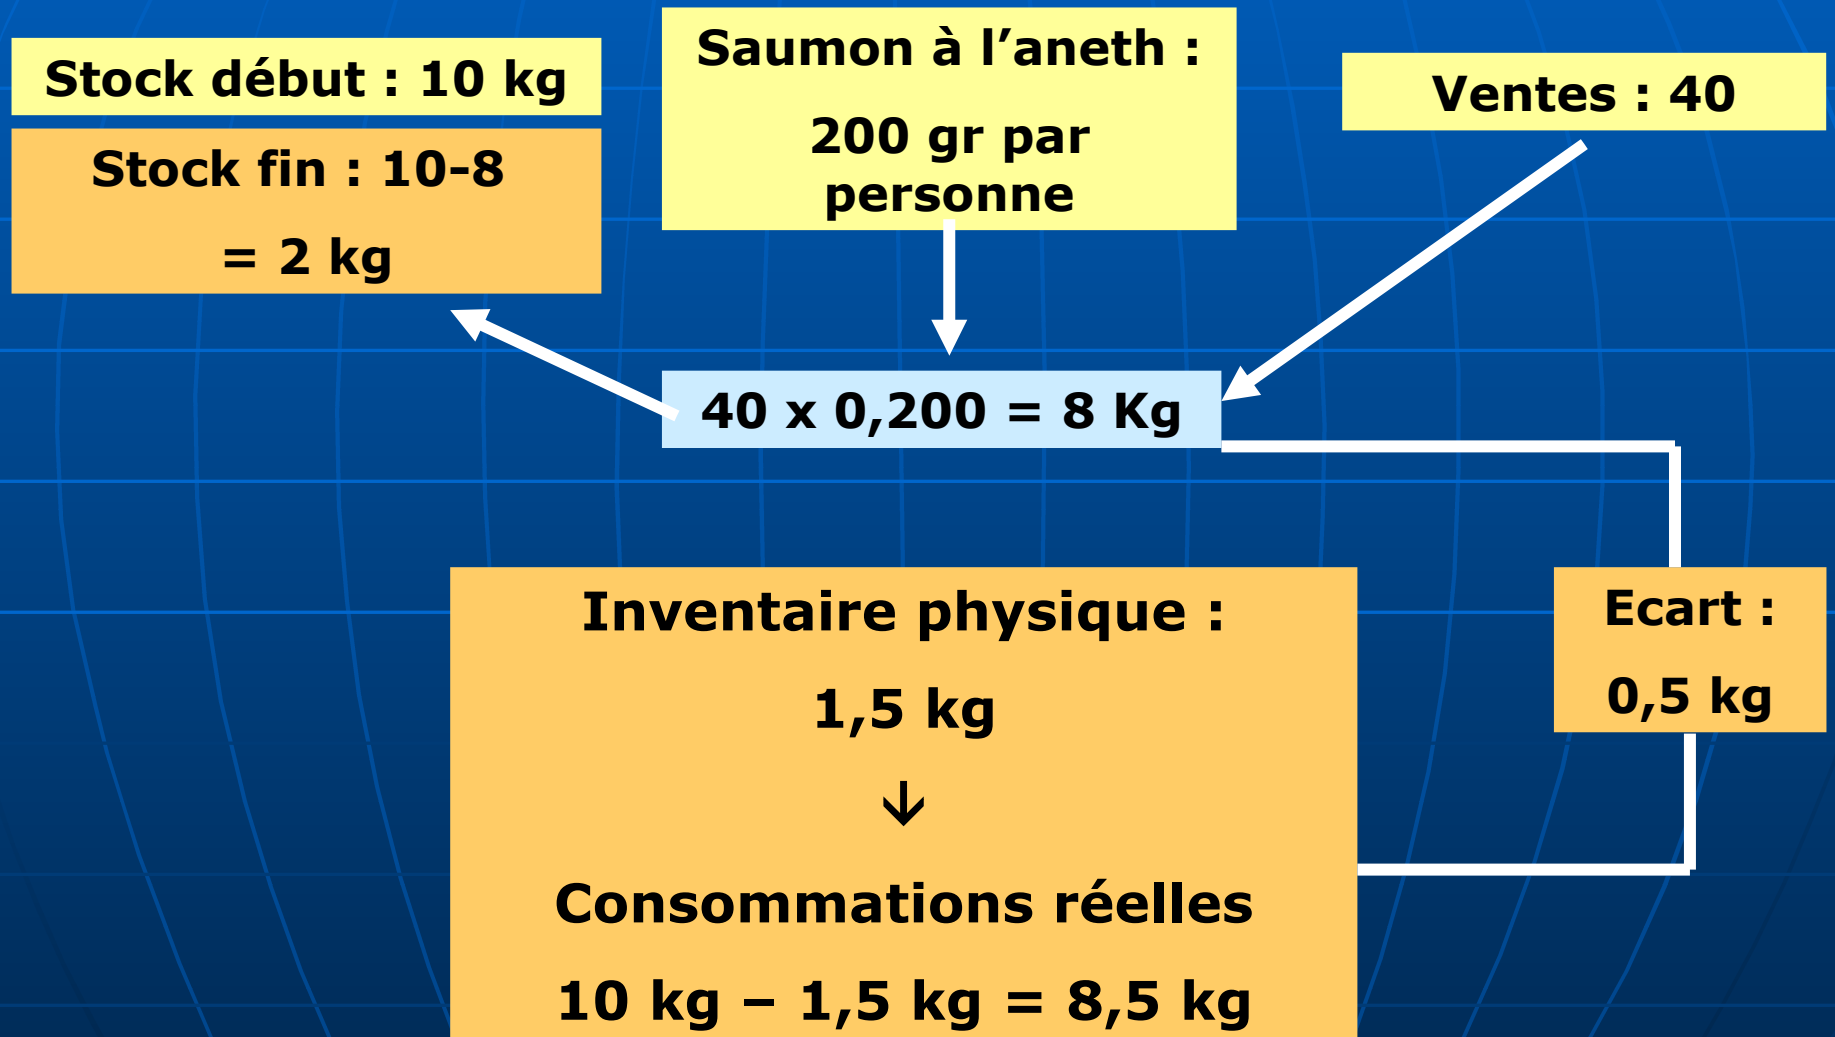 Stock début : 10 kg
Stock fin : 10-8
= 2 kg
Saumon à l’aneth :
200 gr par
personne
Ventes : 40
40 x 0,200 = 8 Kg
Inventaire physique :
1,5 kg
↓
Consommations réelles
10 kg – 1,5 kg = 8,5 kg
Ecart :
0,5 kg